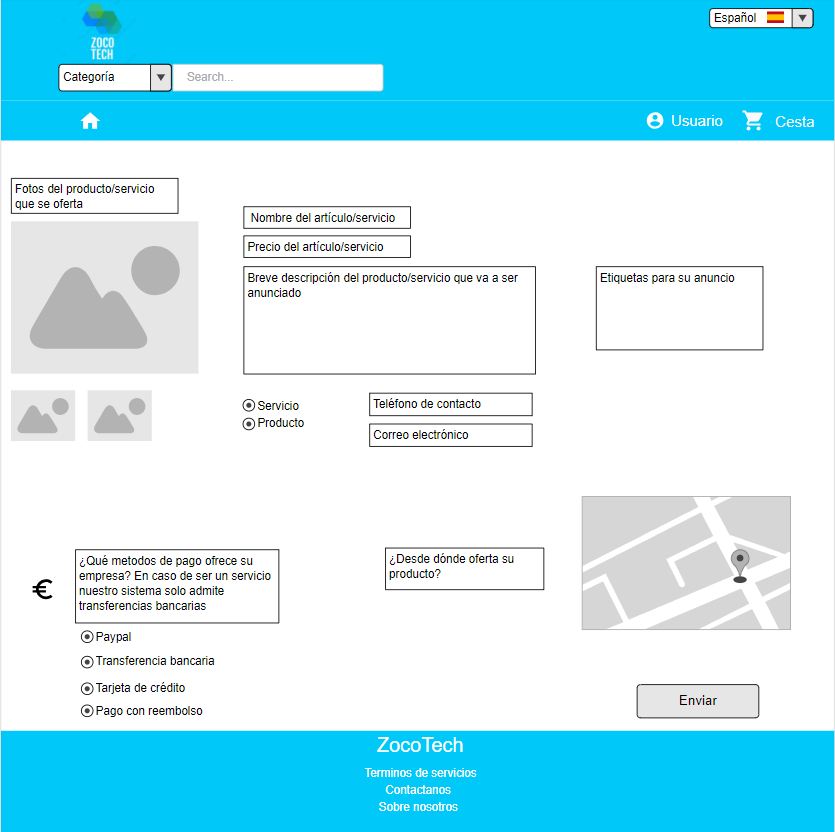 Español
ZOCO
TECH
Categoría
Search...
Usuario
Cesta
Fotos del producto/servicio
que se oferta
Nombre del artículo/servicio
Precio del artículo/servicio
Breve descripción del producto/servicio que va a ser
anunciado
Etiquetas para su anuncio
Servicio
Producto
Teléfono de contacto
Correo electrónico
€
¿Qué metodos de pago ofrece su
empresa? En caso de ser un servicio
nuestro sistema solo admite
transferencias bancarias
Paypal
Transferencia bancaria
Tarjeta de crédito
Pago con reembolso
¿Desde dónde oferta su
producto?
Enviar
ZocoTech
Terminos de servicios
Contactanos
Sobre nosotros